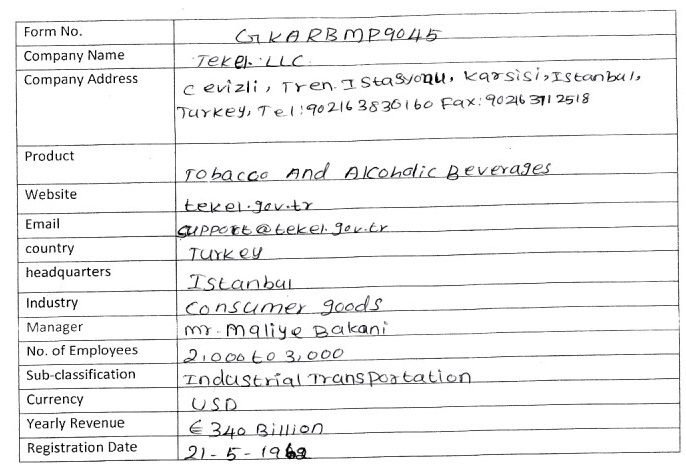 Form No. GKARBMP9045
Company Name Tekel LLC
Company Address Cevizli, Tren Istasyonu, Karsisi, Istanbul,
Turkey, Tel:902163830160 Fax:902163712518
Product Tobacco And Alcoholic Beverages
Website tekel.gov.tr
Email support@tekel.gov.tr
country Turkey
headquarters Istanbul
Industry Consumer goods
Manager Mr. Maliye Bakani
No. of Employees 2,000 to 3,000
Sub-classification Industrial Transportation
Currency USD
Yearly Revenue € 340 Billion
Registration Date 21-5-